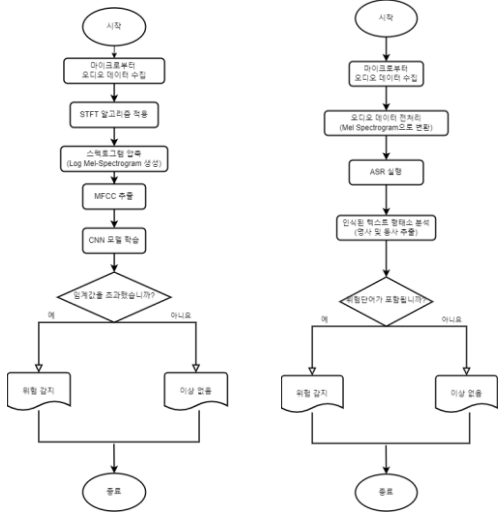 시작
마이크로부터
오디오 데이터 수집
STFT 알고리즘 적용
스펙토그램 압축
(Log Mel-Spectrogram 생성)
MFCC 추출
CNN 모델 학습
임계값을 초과했습니까?
예
아니요
위험 감지
이상 없음
종료
시작
마이크로부터
오디오 데이터 수집
오디오 데이터 전처리
(Mel Spectrogram으로 변환)
ASR 실행
인식된 텍스트 형태소 분석
(명사 및 동사 추출)
위험단어가 포함됩니까?
예
아니요
위험 감지
이상 없음
종료